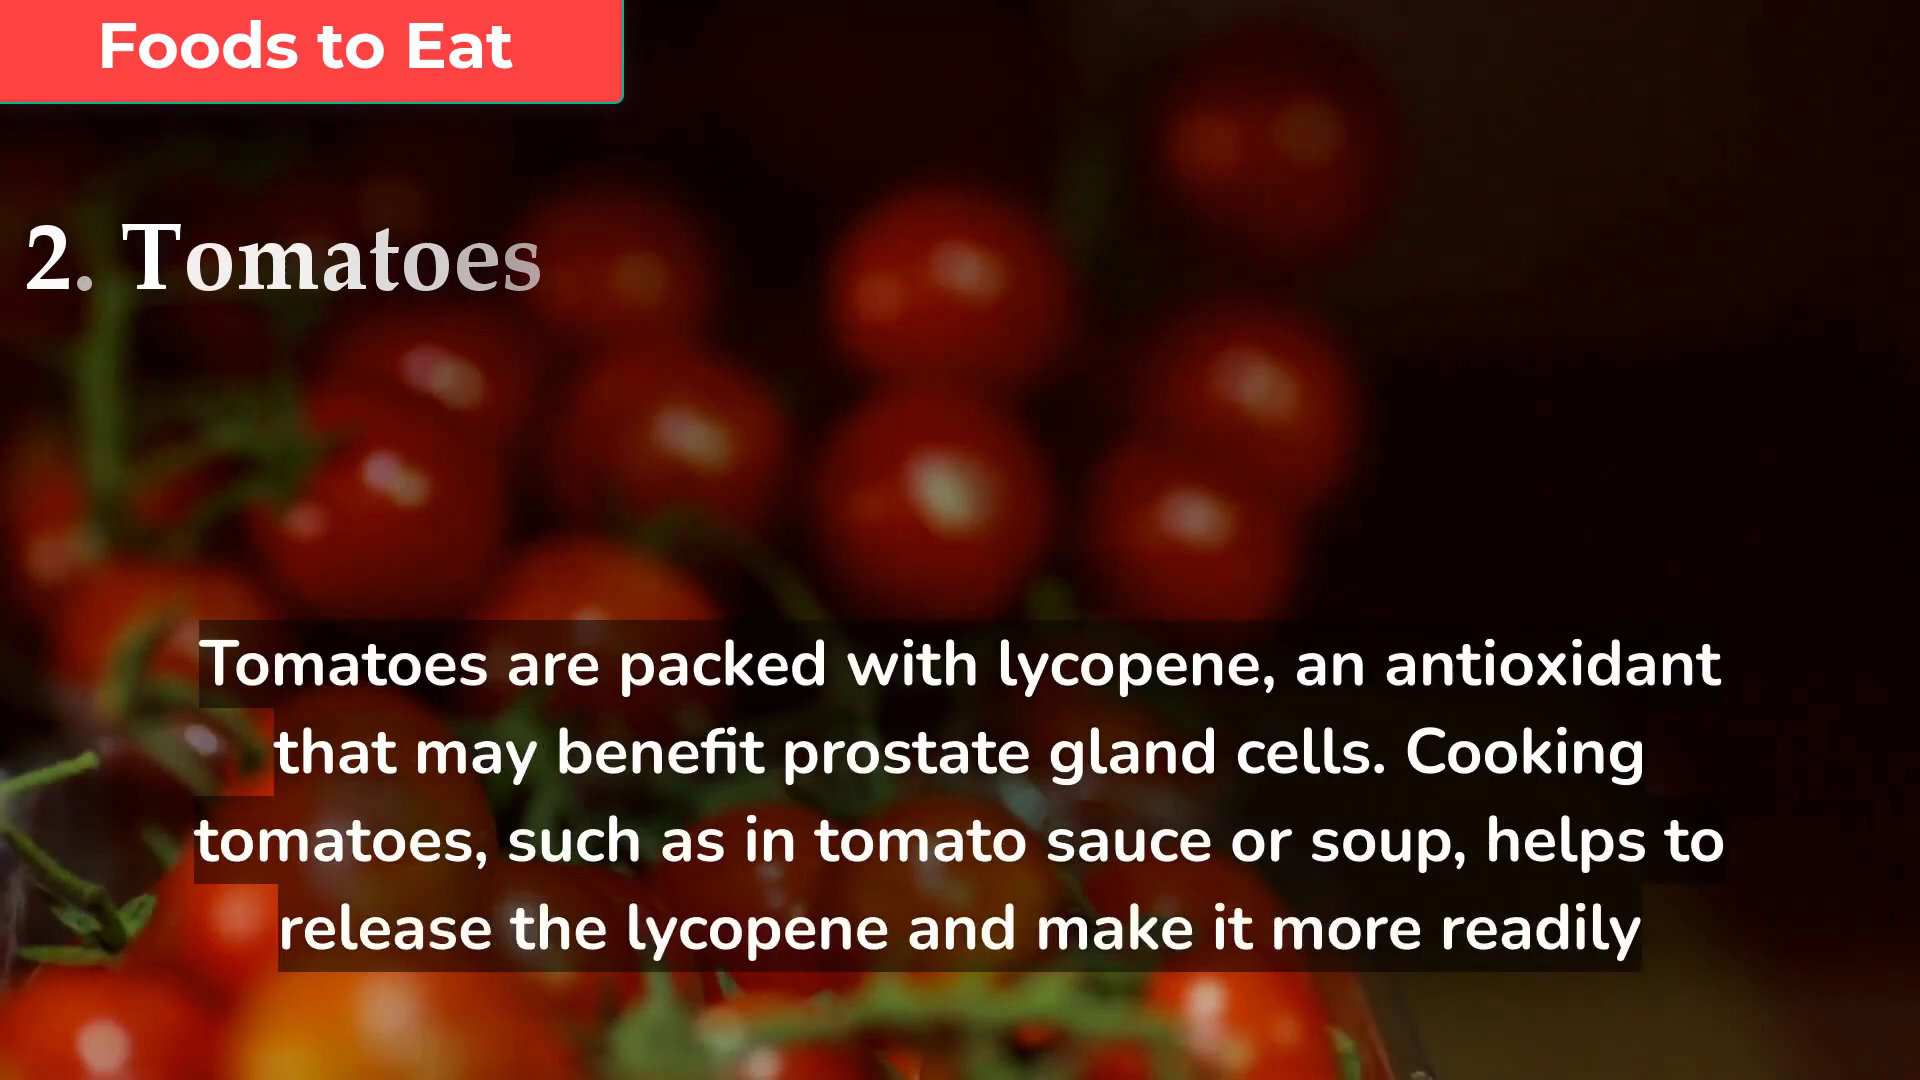 Foods to Eat
2. Tomatoes
Tomatoes are packed with lycopene, an antioxidant
that may benefit prostate gland cells. Cooking
tomatoes, such as in tomato sauce or soup, helps to
release the lycopene and make it more readily